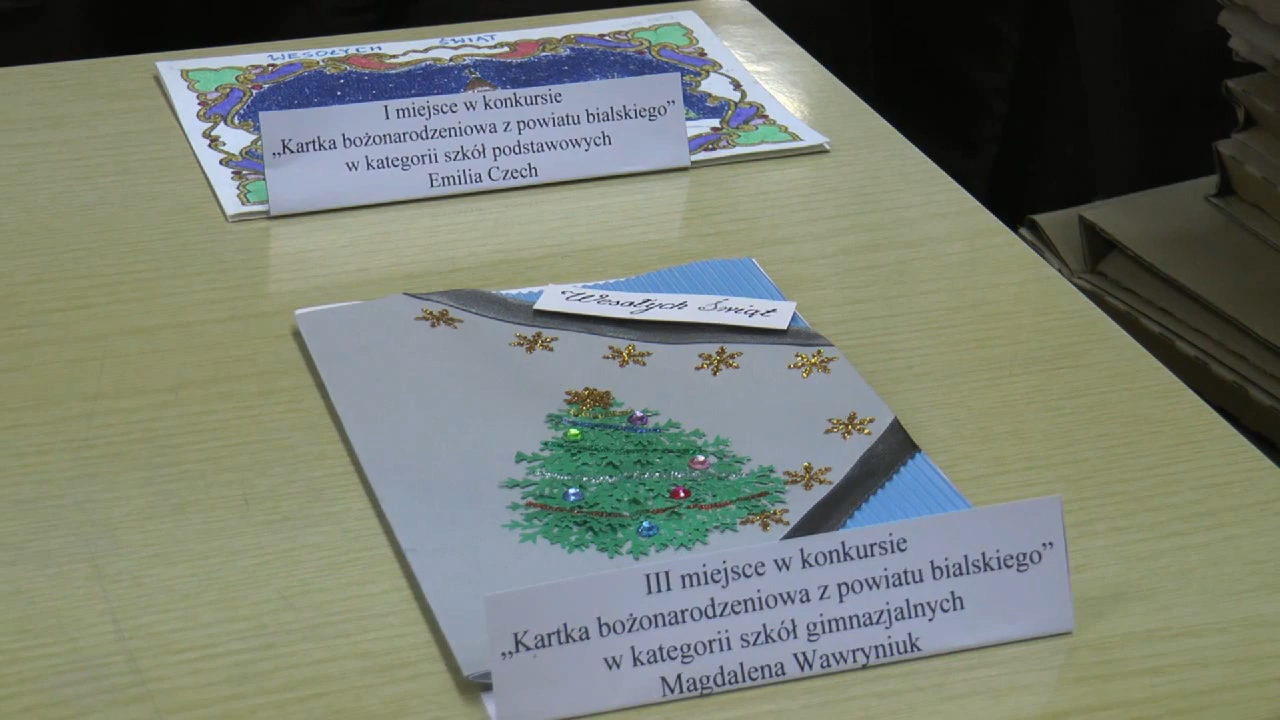 WESOŁYCH ŚWIĄT
I miejsce w konkursie
„Kartka bożonarodzeniowa z powiatu bialskiego”
w kategorii szkół podstawowych
Emilia Czech
Wesołych Świąt
III miejsce w konkursie
„Kartka bożonarodzeniowa z powiatu bialskiego”
w kategorii szkół gimnazjalnych
Magdalena Wawryniuk